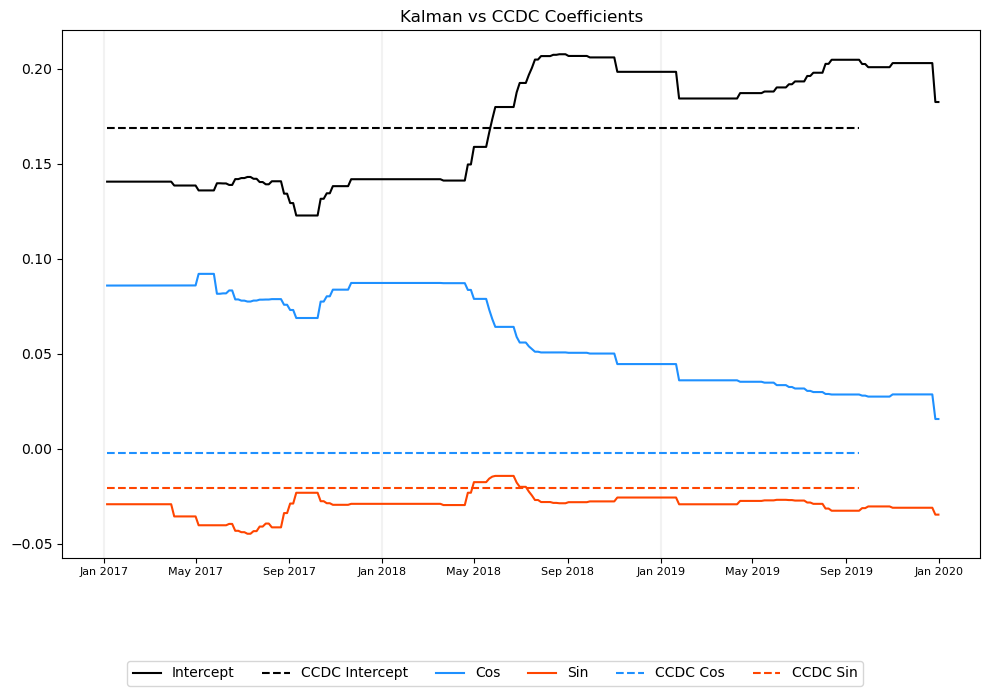 Kalman vs CCDC Coefficients
0.20
0.15
0.10
0.05
0.00
−0.05
Jan 2017 May 2017 Sep 2017 Jan 2018 May 2018 Sep 2018 Jan 2019 May 2019 Sep 2019 Jan 2020
Intercept CCDC Intercept Cos Sin CCDC Cos CCDC Sin